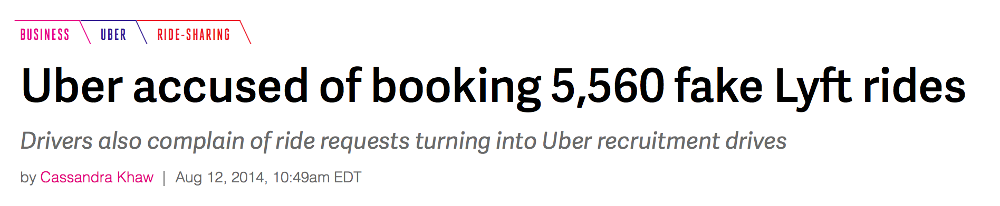 BUSINESS UBER RIDE-SHARING
Uber accused of booking 5,560 fake Lyft rides
Drivers also complain of ride requests turning into Uber recruitment drives
by Cassandra Khaw | Aug 12, 2014, 10:49am EDT